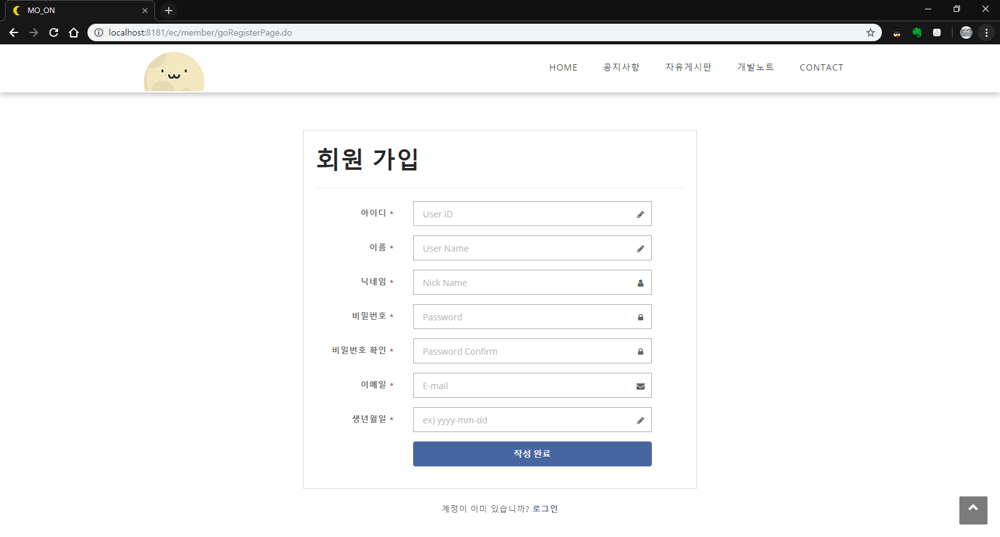 MO_ON
localhost:8181/ec/member/goRegisterPage.do
HOME 공지사항 자유게시판 개발노트 CONTACT
회원 가입
아이디 * User ID
이름 * User Name
닉네임 * Nick Name
비밀번호 * Password
비밀번호 확인 * Password Confirm
이메일 * E-mail
생년월일 * ex) yyyy-mm-dd
작성 완료
계정이 이미 있습니까? 로그인